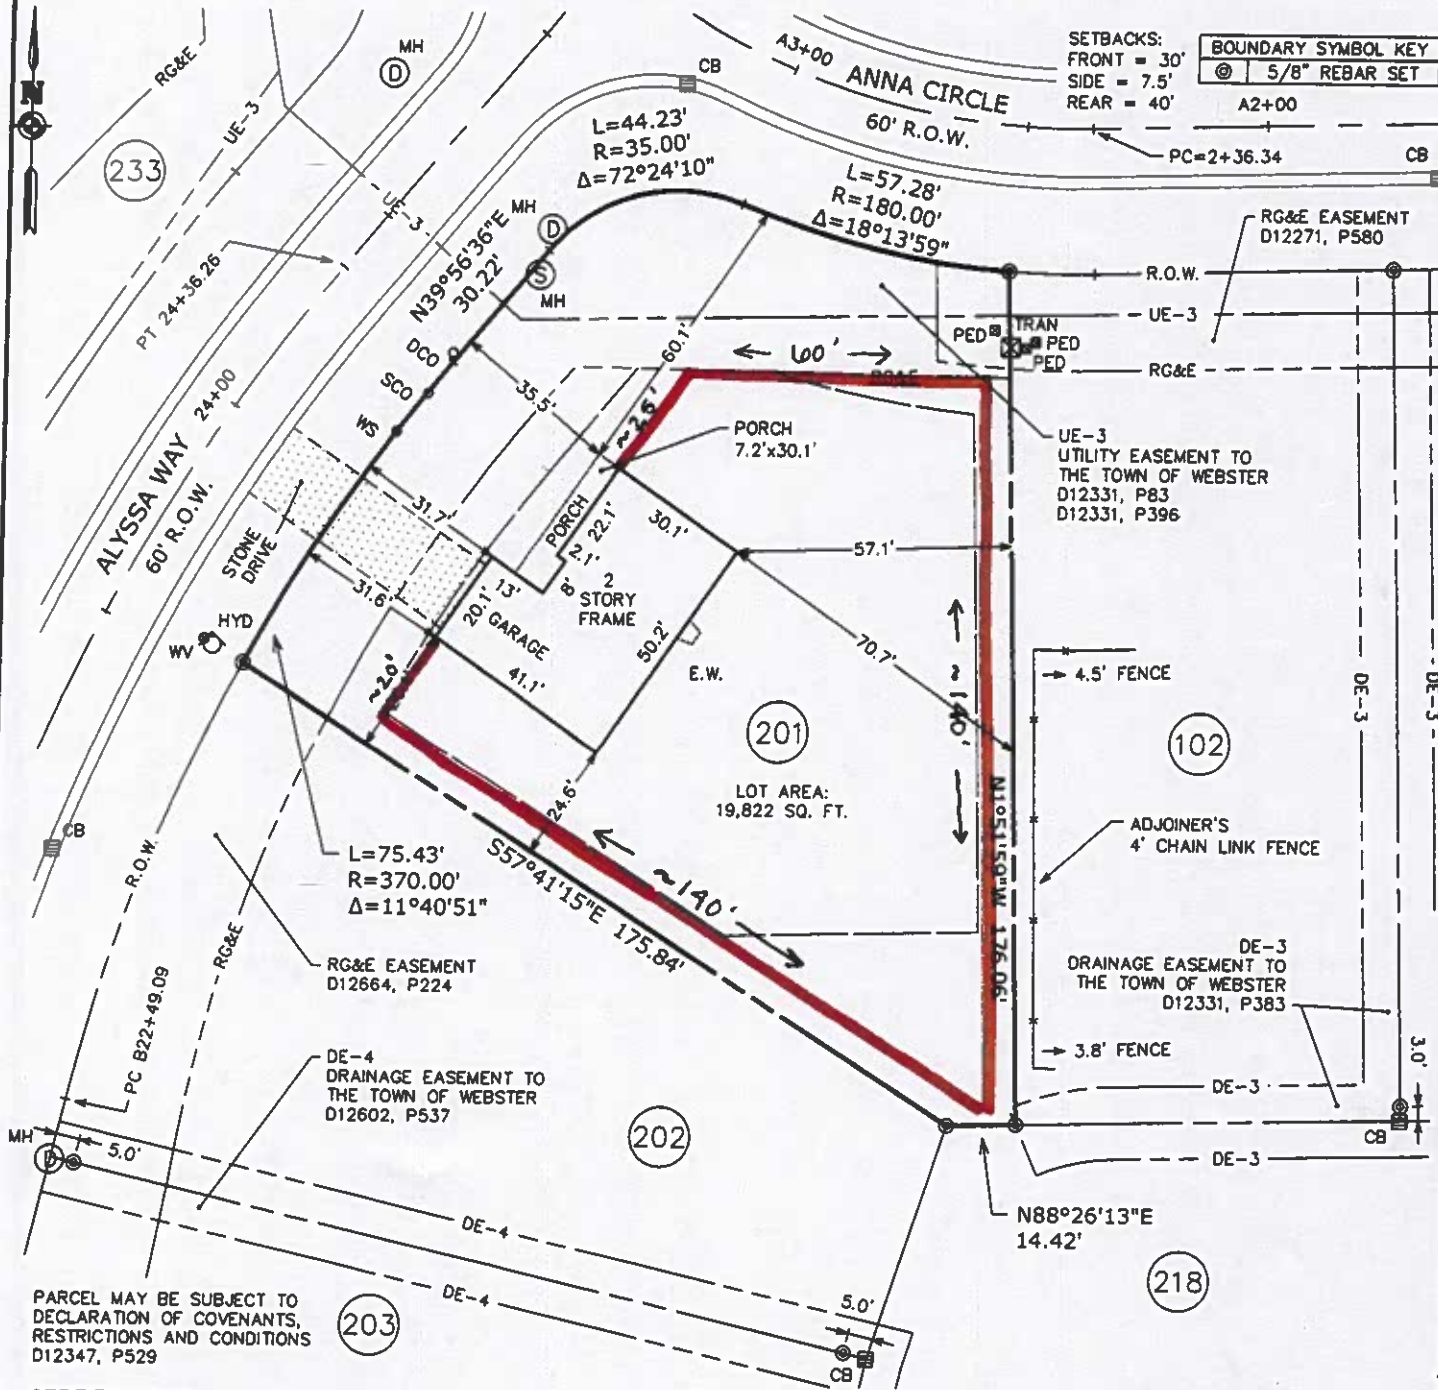 SETBACKS:
FRONT = 30'
SIDE = 7.5'
REAR = 40'
BOUNDARY SYMBOL KEY
5/8" REBAR SET
N
RG&E
MH
D
CB
A3+00
ANNA CIRCLE
60' R.O.W.
A2+00
PC=2+36.34
CB
UE-3
233
UE-3
L=44.23'
R=35.00'
Δ=72°24'10"
L=57.28'
R=180.00'
Δ=18°13'59"
RG&E EASEMENT
D12271, P580
MH
D
S
MH
N39°56'36"E
30.22'
R.O.W.
UE-3
PT 24+36.26
DCO
SCO
WS
PED
TRAN
PED
PED
RG&E
RG&E
60.1'
60'
35.5'
~26'
PORCH
7.2'x30.1'
UE-3
UTILITY EASEMENT TO
THE TOWN OF WEBSTER
D12331, P83
D12331, P396
24+00
ALYSSA WAY
60' R.O.W.
STONE
DRIVE
31.7'
31.6'
PORCH
22.1'
2.1'
8'
13'
20.1'
GARAGE
41.1'
2
STORY
FRAME
30.1'
57.1'
50.2'
70.7'
E.W.
HYD
WV
~20'
24.6'
~140'
201
LOT AREA:
19,822 SQ. FT.
N1°51'59"W 176.06'
4.5' FENCE
102
DE-3
DE-3
ADJOINER'S
4' CHAIN LINK FENCE
CB
R.O.W.
L=75.43'
R=370.00'
Δ=11°40'51"
S57°41'15"E 175.84'
~140'
RG&E
RG&E EASEMENT
D12664, P224
DE-3
DRAINAGE EASEMENT TO
THE TOWN OF WEBSTER
D12331, P383
PC B22+49.09
DE-4
DRAINAGE EASEMENT TO
THE TOWN OF WEBSTER
D12602, P537
3.8' FENCE
3.0'
DE-3
CB
DE-3
MH
D
5.0'
202
N88°26'13"E
14.42'
DE-4
DE-4
218
PARCEL MAY BE SUBJECT TO
DECLARATION OF COVENANTS,
RESTRICTIONS AND CONDITIONS
D12347, P529
203
5.0'
CB